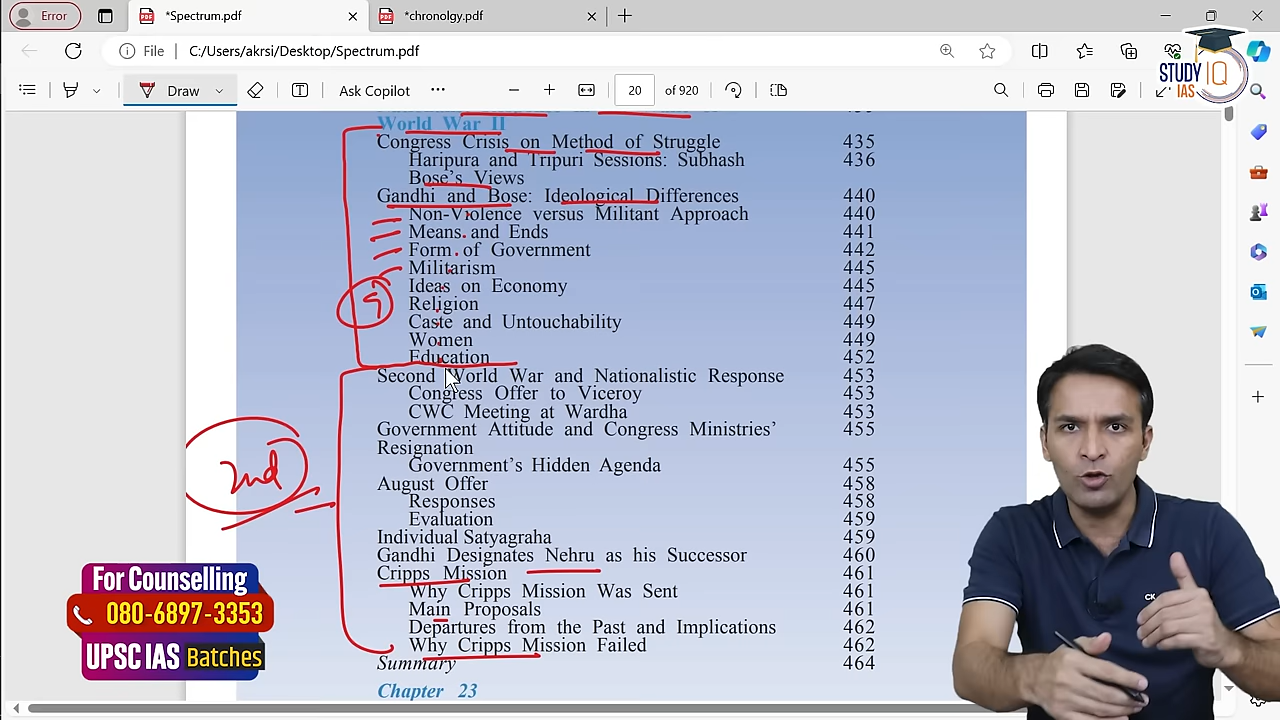 Error
*Spectrum.pdf
*chronolgy.pdf
File
C:/Users/akrsi/Desktop/Spectrum.pdf
Draw
Ask Copilot
20
of 920
STUDY IQ
IAS
World War II
Congress Crisis on Method of Struggle 435
Haripura and Tripuri Sessions: Subhash 436
Bose's Views
Gandhi and Bose: Ideological Differences 440
Non-Violence versus Militant Approach 440
Means and Ends 441
Form of Government 442
Militarism 445
Ideas on Economy 445
9
Religion 447
Caste and Untouchability 449
Women 449
Education 452
Second World War and Nationalistic Response 453
Congress Offer to Viceroy 453
CWC Meeting at Wardha 453
Government Attitude and Congress Ministries' 455
Resignation
2nd
Government's Hidden Agenda 455
August Offer 458
Responses 458
Evaluation 459
Individual Satyagraha 459
Gandhi Designates Nehru as his Successor 460
Cripps Mission 461
Why Cripps Mission Was Sent 461
Main Proposals 461
Departures from the Past and Implications 462
Why Cripps Mission Failed 462
Summary 464
Chapter 23
For Counselling
080-6897-3353
UPSC IAS Batches
CK